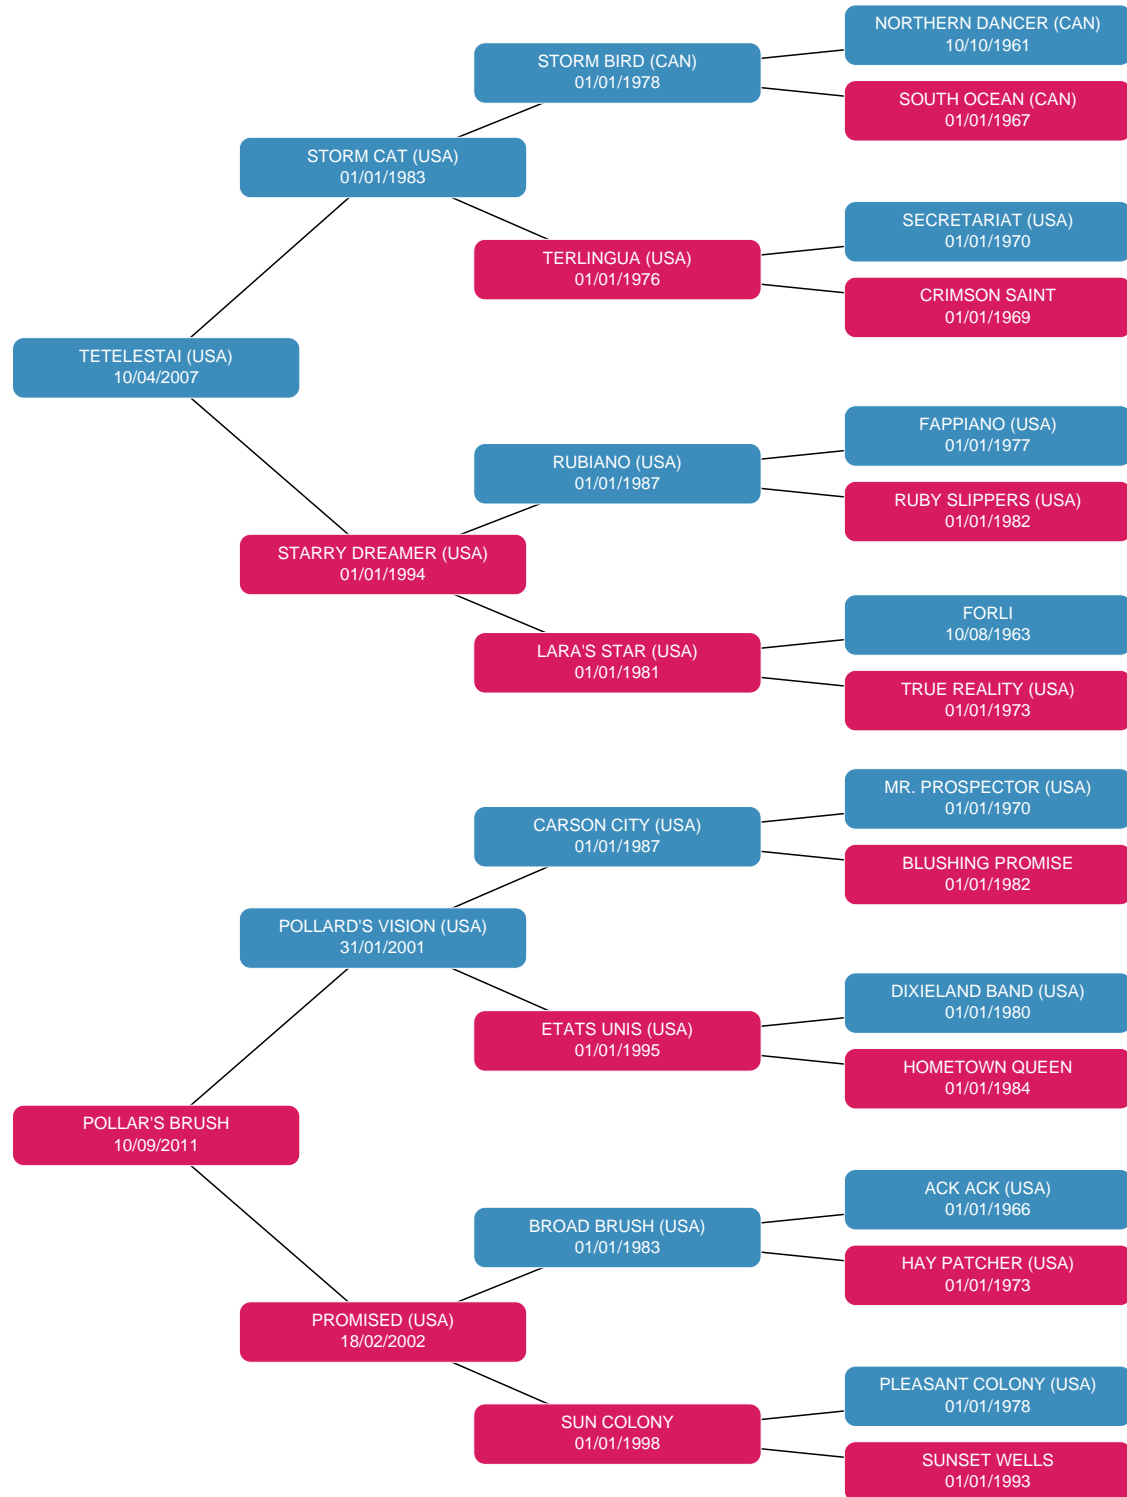 NORTHERN DANCER (CAN)
10/10/1961
STORM BIRD (CAN)
01/01/1978
SOUTH OCEAN (CAN)
01/01/1967
STORM CAT (USA)
01/01/1983
SECRETARIAT (USA)
01/01/1970
TERLINGUA (USA)
01/01/1976
CRIMSON SAINT
01/01/1969
TETELESTAI (USA)
10/04/2007
FAPPIANO (USA)
01/01/1977
RUBIANO (USA)
01/01/1987
RUBY SLIPPERS (USA)
01/01/1982
STARRY DREAMER (USA)
01/01/1994
FORLI
10/08/1963
LARA'S STAR (USA)
01/01/1981
TRUE REALITY (USA)
01/01/1973
MR. PROSPECTOR (USA)
01/01/1970
CARSON CITY (USA)
01/01/1987
BLUSHING PROMISE
01/01/1982
POLLARD'S VISION (USA)
31/01/2001
DIXIELAND BAND (USA)
01/01/1980
ETATS UNIS (USA)
01/01/1995
HOMETOWN QUEEN
01/01/1984
POLLAR'S BRUSH
10/09/2011
ACK ACK (USA)
01/01/1966
BROAD BRUSH (USA)
01/01/1983
HAY PATCHER (USA)
01/01/1973
PROMISED (USA)
18/02/2002
PLEASANT COLONY (USA)
01/01/1978
SUN COLONY
01/01/1998
SUNSET WELLS
01/01/1993